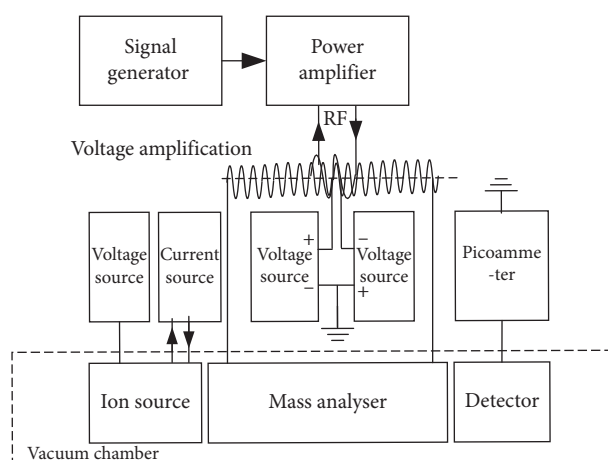 Signal
generator
Power
amplifier
RF
Voltage amplification
Voltage
source
Current
source
+
Voltage
source
−
−
Voltage
source
+
Picoamme
-ter
Ion source
Mass analyser
Detector
Vacuum chamber